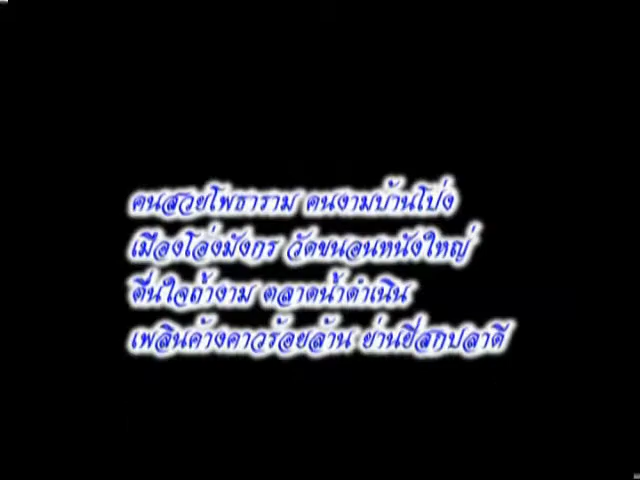 คนสวยโพธาราม คนงามบ้านโป่ง
เมืองโอ่งมังกร วัดขนอนหนังใหญ่
ตื่นใจถ้ำงาม ตลาดน้ำดำเนิน
เพลินค้างคาวร้อยล้าน ย่านยี่สกปลาดี